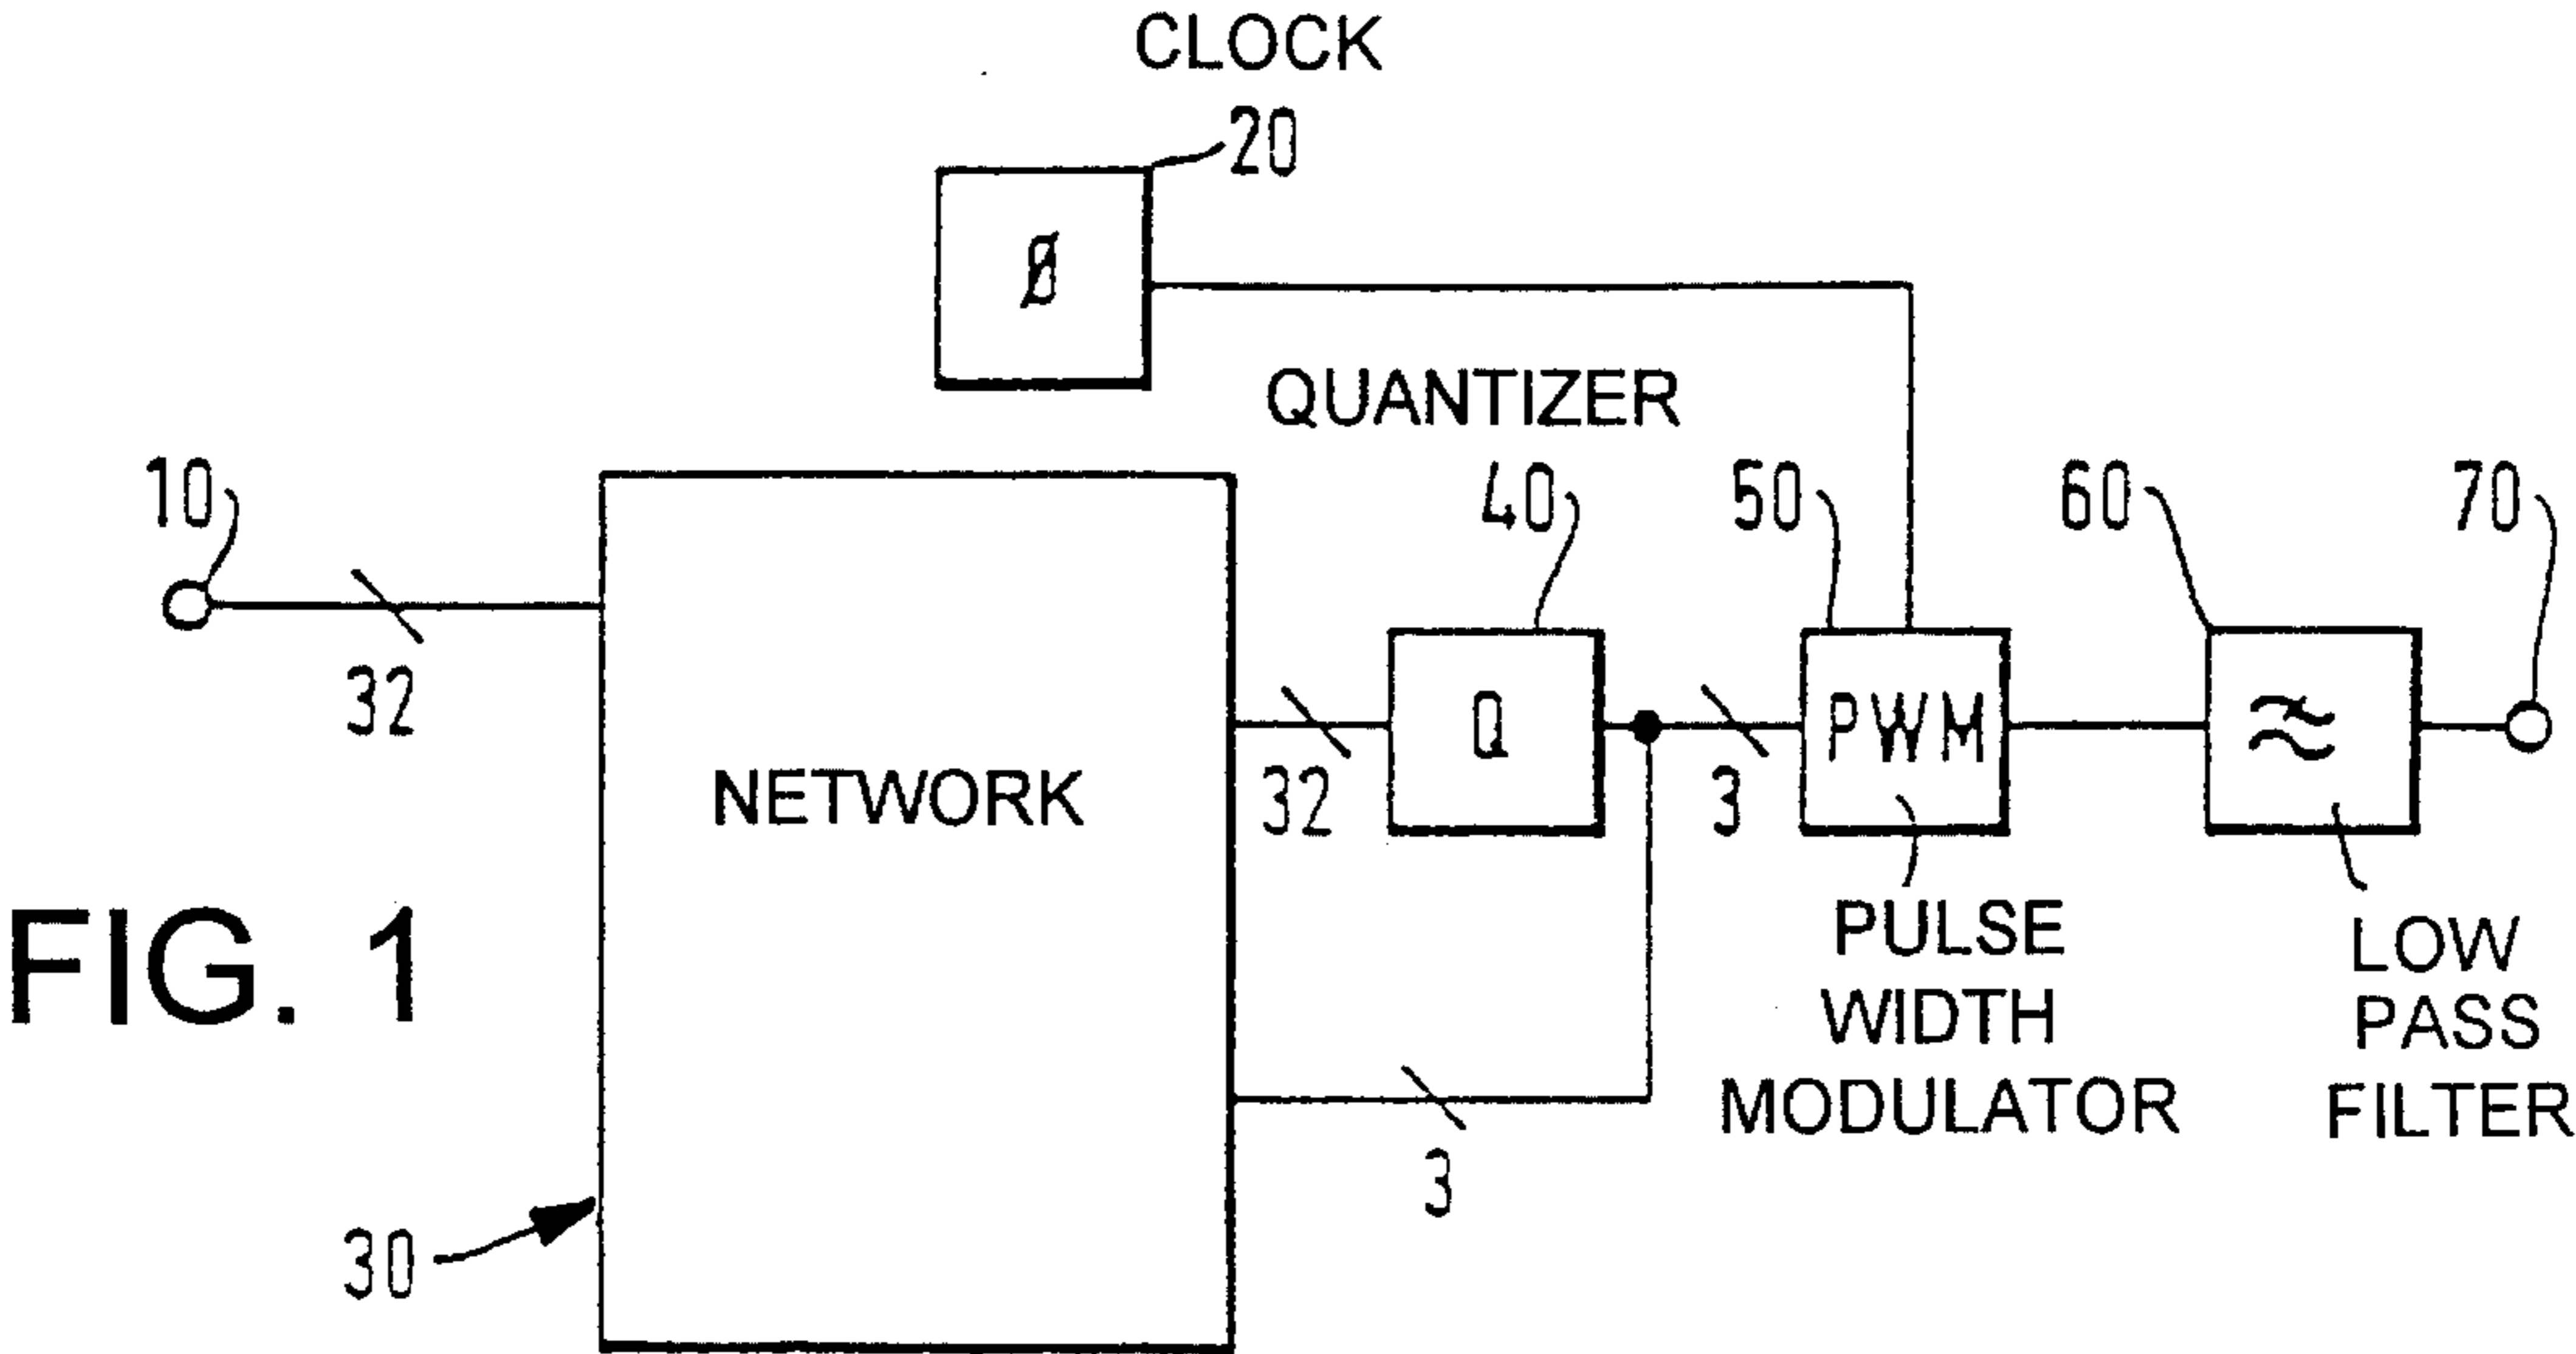 CLOCK
20
Ø
QUANTIZER
10
40
50
60
70
32
NETWORK
32
Q
3
PWM
FIG. 1
PULSE
WIDTH
MODULATOR
LOW
PASS
FILTER
3
30